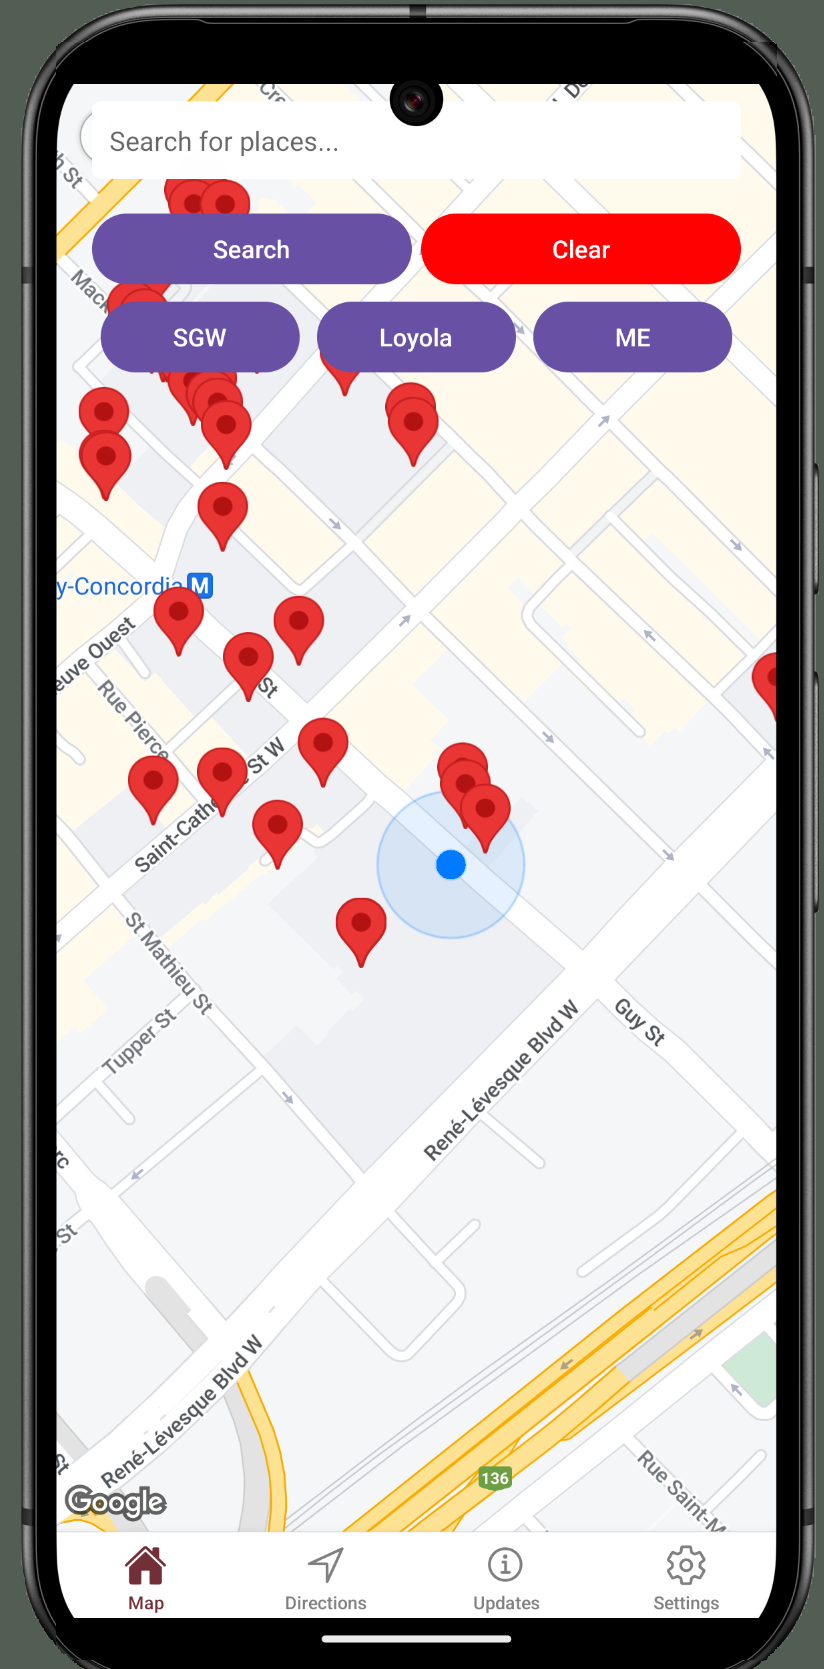 Search for places...
Search
Clear
SGW
Loyola
ME
y-Concordia
M
euve Ouest
Rue Pierce
St
Saint-Cathe
St W
St Mathieu St
Tupper St
Guy St
René-Lévesque Blvd W
St
René-Lévesque Blvd W
St
136
Rue Saint-M
Google
Map
Directions
Updates
Settings